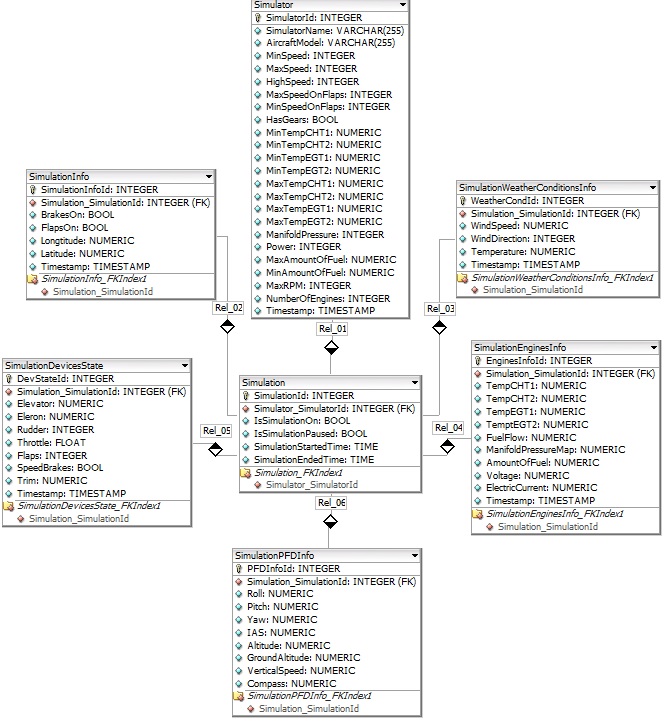 Simulator
SimulatorId: INTEGER
SimulatorName: VARCHAR(255)
AircraftModel: VARCHAR(255)
MinSpeed: INTEGER
MaxSpeed: INTEGER
HighSpeed: INTEGER
MaxSpeedOnFlaps: INTEGER
MinSpeedOnFlaps: INTEGER
HasGears: BOOL
MinTempCHT1: NUMERIC
MinTempCHT2: NUMERIC
MinTempEGT1: NUMERIC
MinTempEGT2: NUMERIC
MaxTempCHT1: NUMERIC
MaxTempCHT2: NUMERIC
MaxTempEGT1: NUMERIC
MaxTempEGT2: NUMERIC
ManifoldPressure: INTEGER
Power: INTEGER
MaxAmountOfFuel: NUMERIC
MinAmountOfFuel: NUMERIC
MaxRPM: INTEGER
NumberOfEngines: INTEGER
Timestamp: TIMESTAMP
SimulationInfo
SimulationInfoId: INTEGER
Simulation_SimulationId: INTEGER (FK)
BrakesOn: BOOL
FlapsOn: BOOL
Longtitude: NUMERIC
Latitude: NUMERIC
Timestamp: TIMESTAMP
SimulationInfo_FKIndex1
Simulation_SimulationId
SimulationWeatherConditionsInfo
WeatherCondId: INTEGER
Simulation_SimulationId: INTEGER (FK)
WindSpeed: NUMERIC
WindDirection: INTEGER
Temperature: NUMERIC
Timestamp: TIMESTAMP
SimulationWeatherConditionsInfo_FKIndex1
Simulation_SimulationId
Rel_02
Rel_01
Rel_03
SimulationDevicesState
DevStateId: INTEGER
Simulation_SimulationId: INTEGER (FK)
Elevator: NUMERIC
Eleron: NUMERIC
Rudder: INTEGER
Throttle: FLOAT
Flaps: INTEGER
SpeedBrakes: BOOL
Trim: NUMERIC
Timestamp: TIMESTAMP
SimulationDevicesState_FKIndex1
Simulation_SimulationId
Rel_05
Simulation
SimulationId: INTEGER
Simulator_SimulatorId: INTEGER (FK)
IsSimulationOn: BOOL
IsSimulationPaused: BOOL
SimulationStartedTime: TIME
SimulationEndedTime: TIME
Simulation_FKIndex1
Simulator_SimulatorId
Rel_04
SimulationEnginesInfo
EnginesInfoId: INTEGER
Simulation_SimulationId: INTEGER (FK)
TempCHT1: NUMERIC
TempCHT2: NUMERIC
TempEGT1: NUMERIC
TemptEGT2: NUMERIC
FuelFlow: NUMERIC
ManifoldPressureMap: NUMERIC
AmountOfFuel: NUMERIC
Voltage: NUMERIC
ElectricCurrent: NUMERIC
Timestamp: TIMESTAMP
SimulationEnginesInfo_FKIndex1
Simulation_SimulationId
Rel_06
SimulationPFDInfo
PFDInfoId: INTEGER
Simulation_SimulationId: INTEGER (FK)
Roll: NUMERIC
Pitch: NUMERIC
Yaw: NUMERIC
IAS: NUMERIC
Altitude: NUMERIC
GroundAltitude: NUMERIC
VerticalSpeed: NUMERIC
Compass: NUMERIC
SimulationPFDInfo_FKIndex1
Simulation_SimulationId